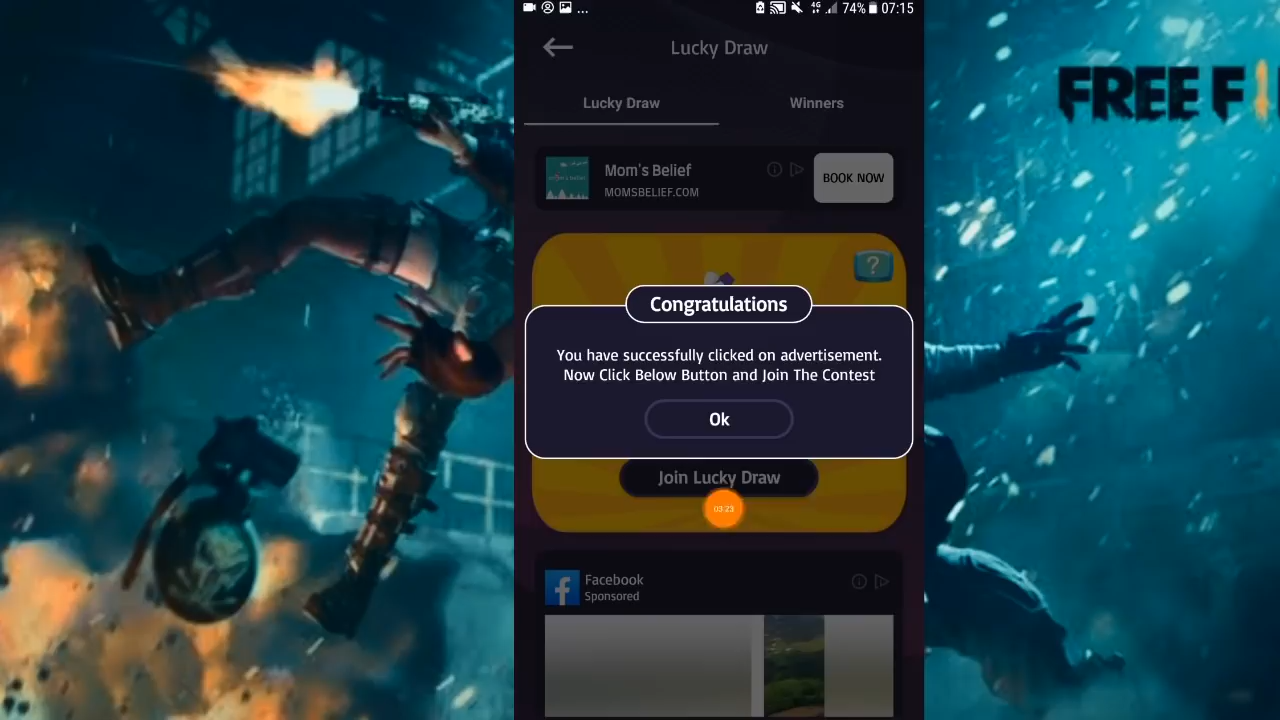 ... 4G 74% 07:15
Lucky Draw
Lucky Draw Winners
Mom's Belief
MOMSBELIEF.COM
BOOK NOW
?
Congratulations
You have successfully clicked on advertisement.
Now Click Below Button and Join The Contest
Ok
Join Lucky Draw
03:23
Facebook
Sponsored
FREE FI